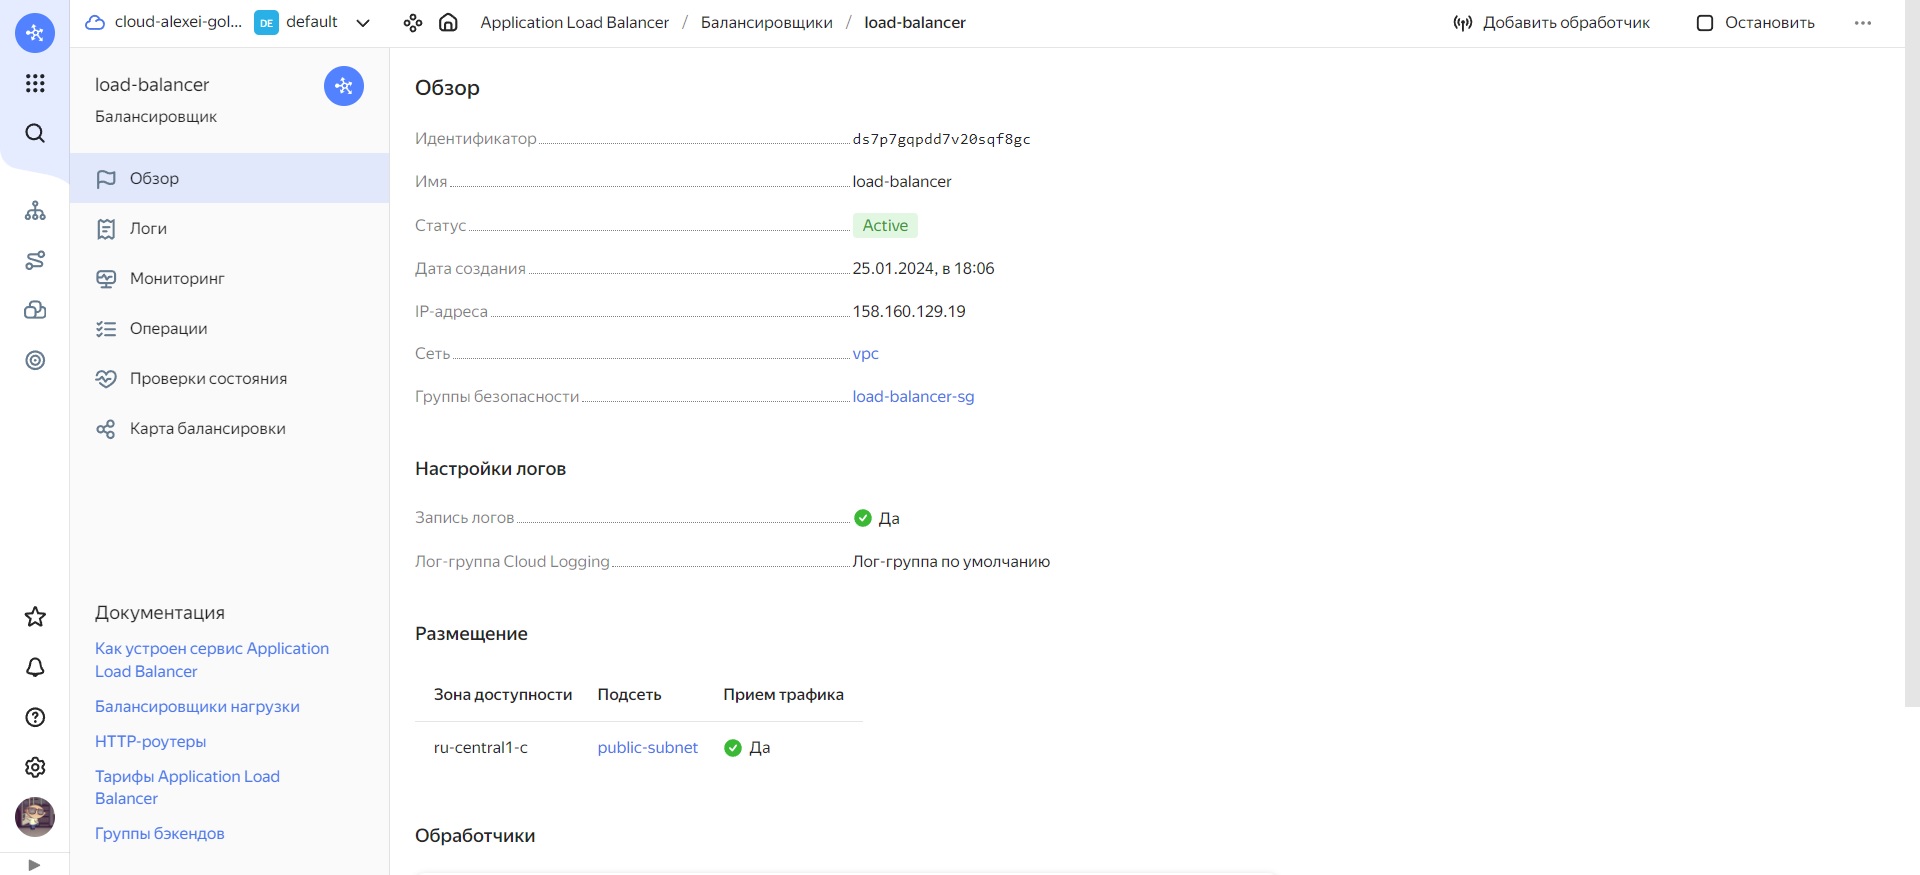 cloud-alexei-gol...
DE
default
Application Load Balancer / Балансировщики / load-balancer
Добавить обработчик
Остановить
load-balancer
Балансировщик
Обзор
Логи
Мониторинг
Операции
Проверки состояния
Карта балансировки
Документация
Как устроен сервис Application
Load Balancer
Балансировщики нагрузки
HTTP-роутеры
Тарифы Application Load
Balancer
Группы бэкендов
Обзор
Идентификатор ds7p7gqpdd7v20sqf8gc
Имя load-balancer
Статус Active
Дата создания 25.01.2024, в 18:06
IP-адреса 158.160.129.19
Сеть vpc
Группы безопасности load-balancer-sg
Настройки логов
Запись логов Да
Лог-группа Cloud Logging Лог-группа по умолчанию
Размещение
Зона доступности Подсеть Прием трафика
ru-central1-c public-subnet Да
Обработчики